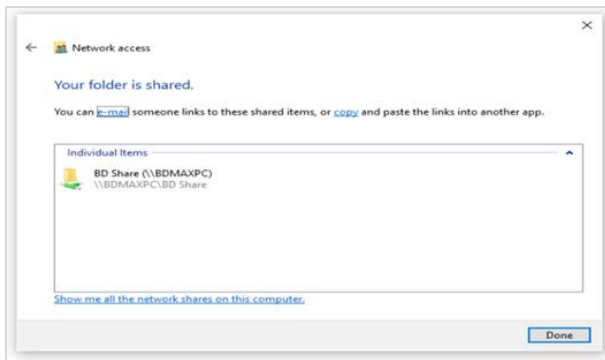 Network access
Your folder is shared.
You can e-mail someone links to these shared items, or copy and paste the links into another app.
Individual Items
BD Share (\\BDMAXPC)
\\BDMAXPC\BD Share
Show me all the network shares on this computer.
Done